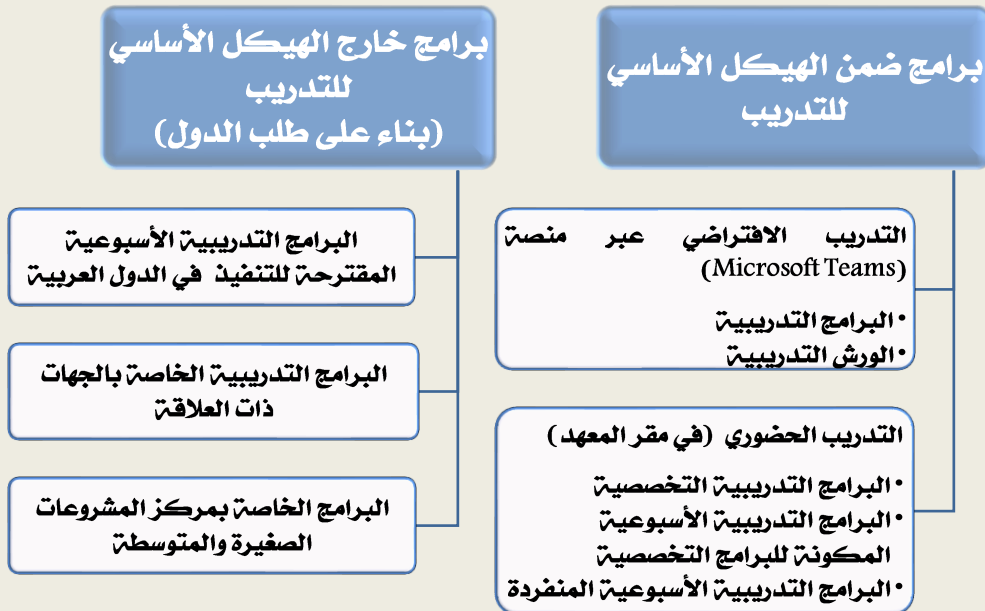 برامج ضمن الهيكل الأساسي
للتدريب
التدريب الافتراضي عبر منصة
(Microsoft Teams)
•البرامج التدريبية
•الورش التدريبية
التدريب الحضوري (في مقر المعهد)
•البرامج التدريبية التخصصية
•البرامج التدريبية الأسبوعية
المكونة للبرامج التخصصية
•البرامج التدريبية الأسبوعية المنفردة
برامج خارج الهيكل الأساسي
للتدريب
(بناء على طلب الدول)
البرامج التدريبية الأسبوعية
المقترحة للتنفيذ في الدول العربية
البرامج التدريبية الخاصة بالجهات
ذات العلاقة
البرامج الخاصة بمركز المشروعات
الصغيرة والمتوسطة